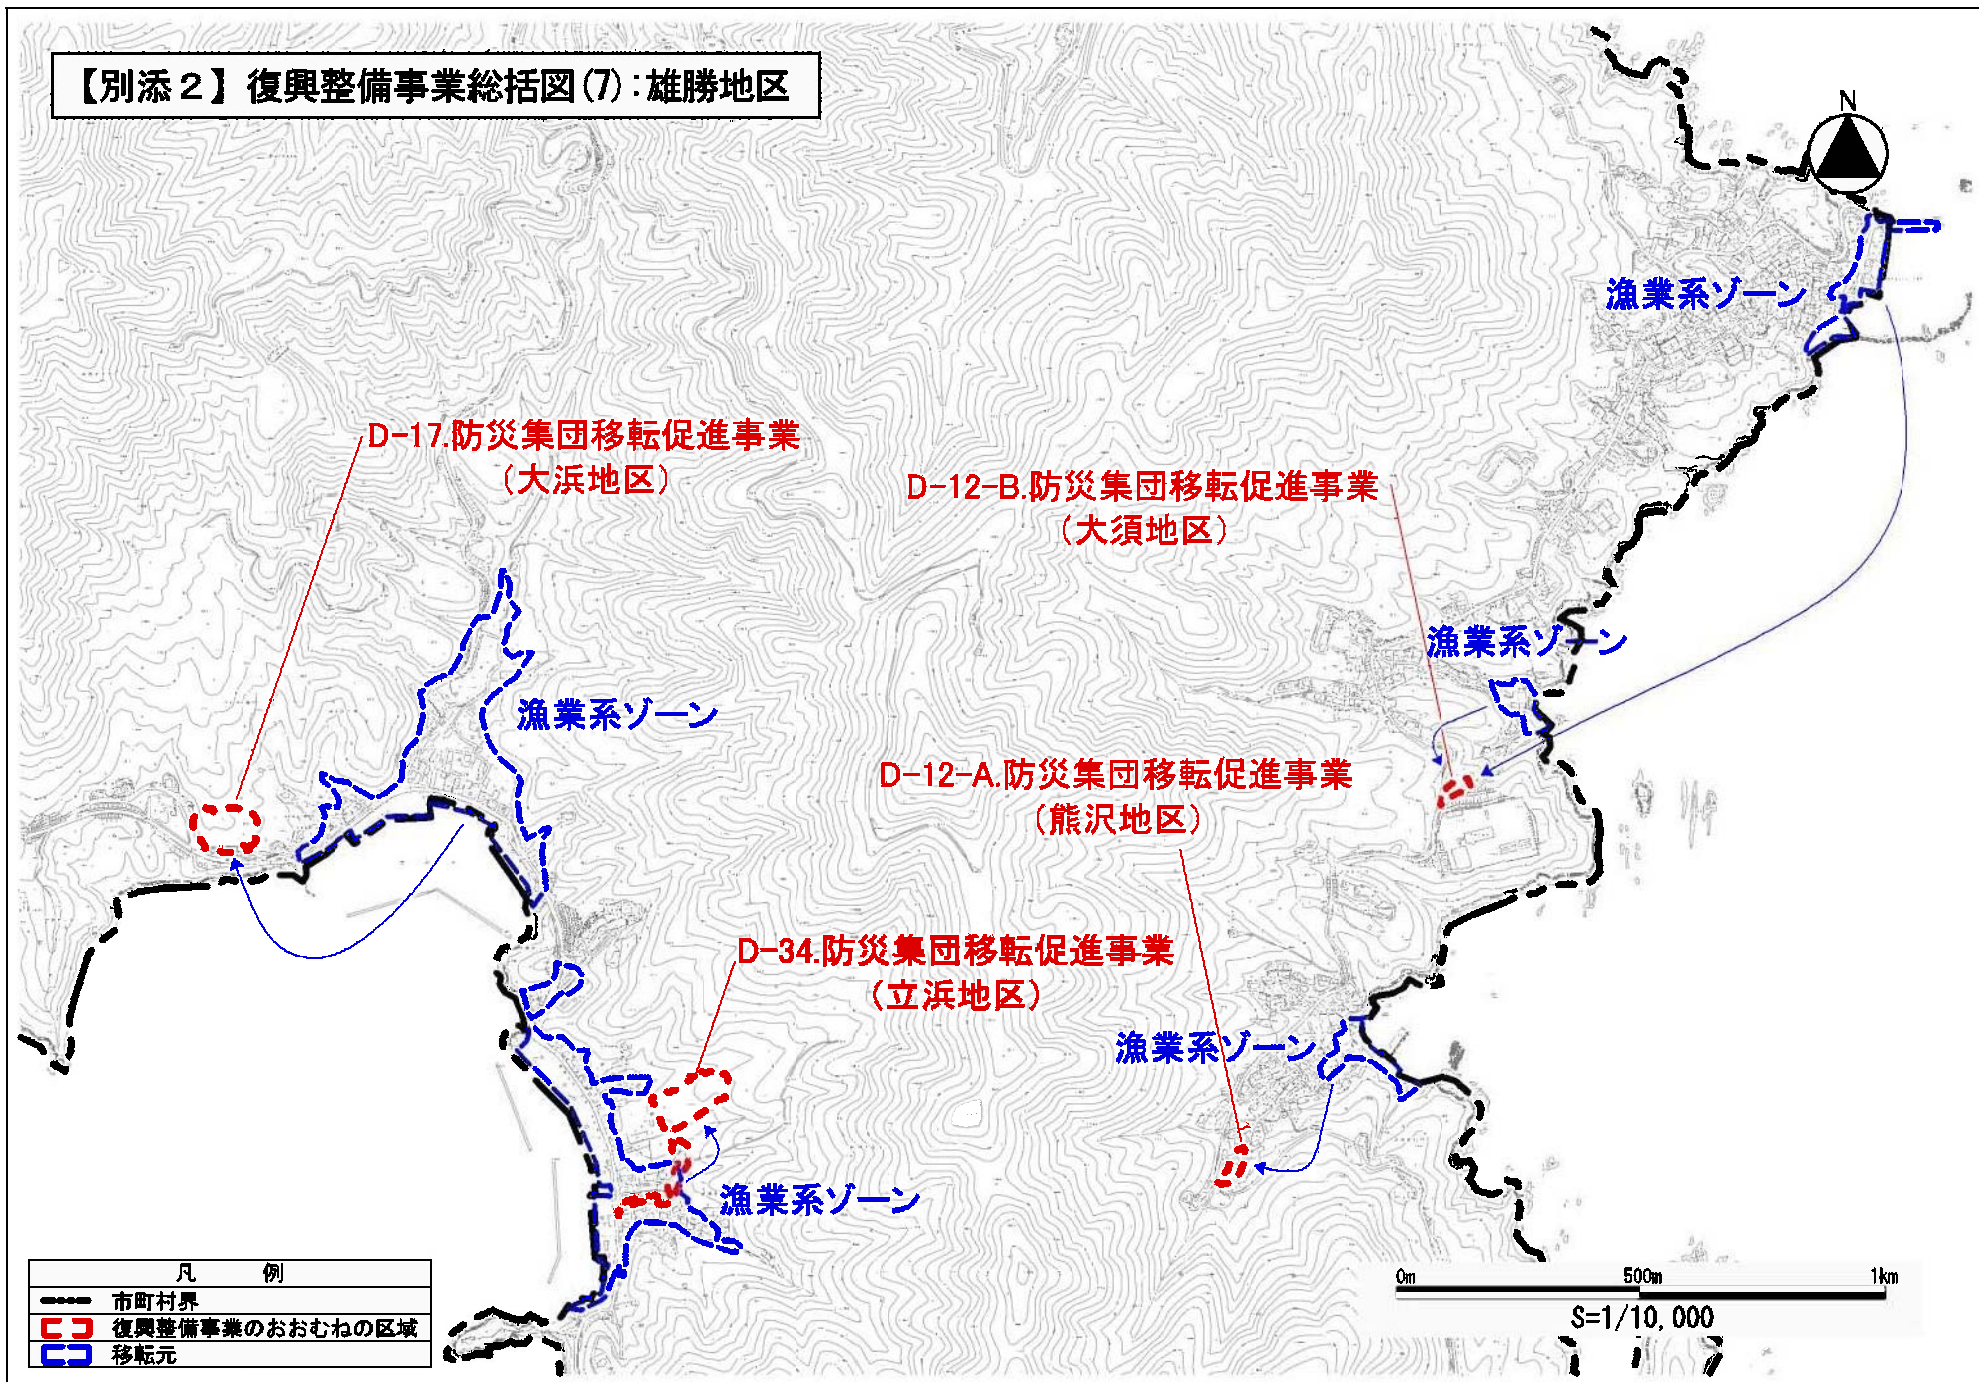 【別添２】復興整備事業総括図(7):雄勝地区
N
漁業系ゾーン
D-17.防災集団移転促進事業
(大浜地区)
D-12-B.防災集団移転促進事業
(大須地区)
漁業系ゾーン
漁業系ゾーン
D-12-A.防災集団移転促進事業
(熊沢地区)
D-34.防災集団移転促進事業
(立浜地区)
漁業系ゾーン
漁業系ゾーン
凡　例
市町村界
復興整備事業のおおむねの区域
移転元
0m 500m 1km
S=1/10,000